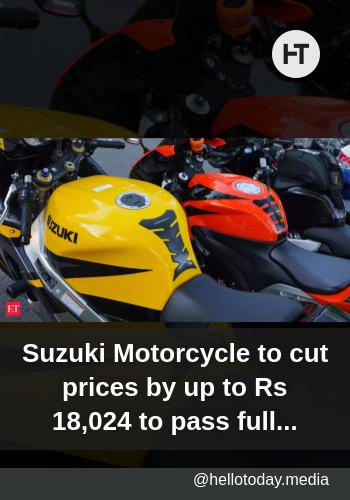 HT
SUZUKI
ET
Suzuki Motorcycle to cut
prices by up to Rs
18,024 to pass full...
@hellotoday.media